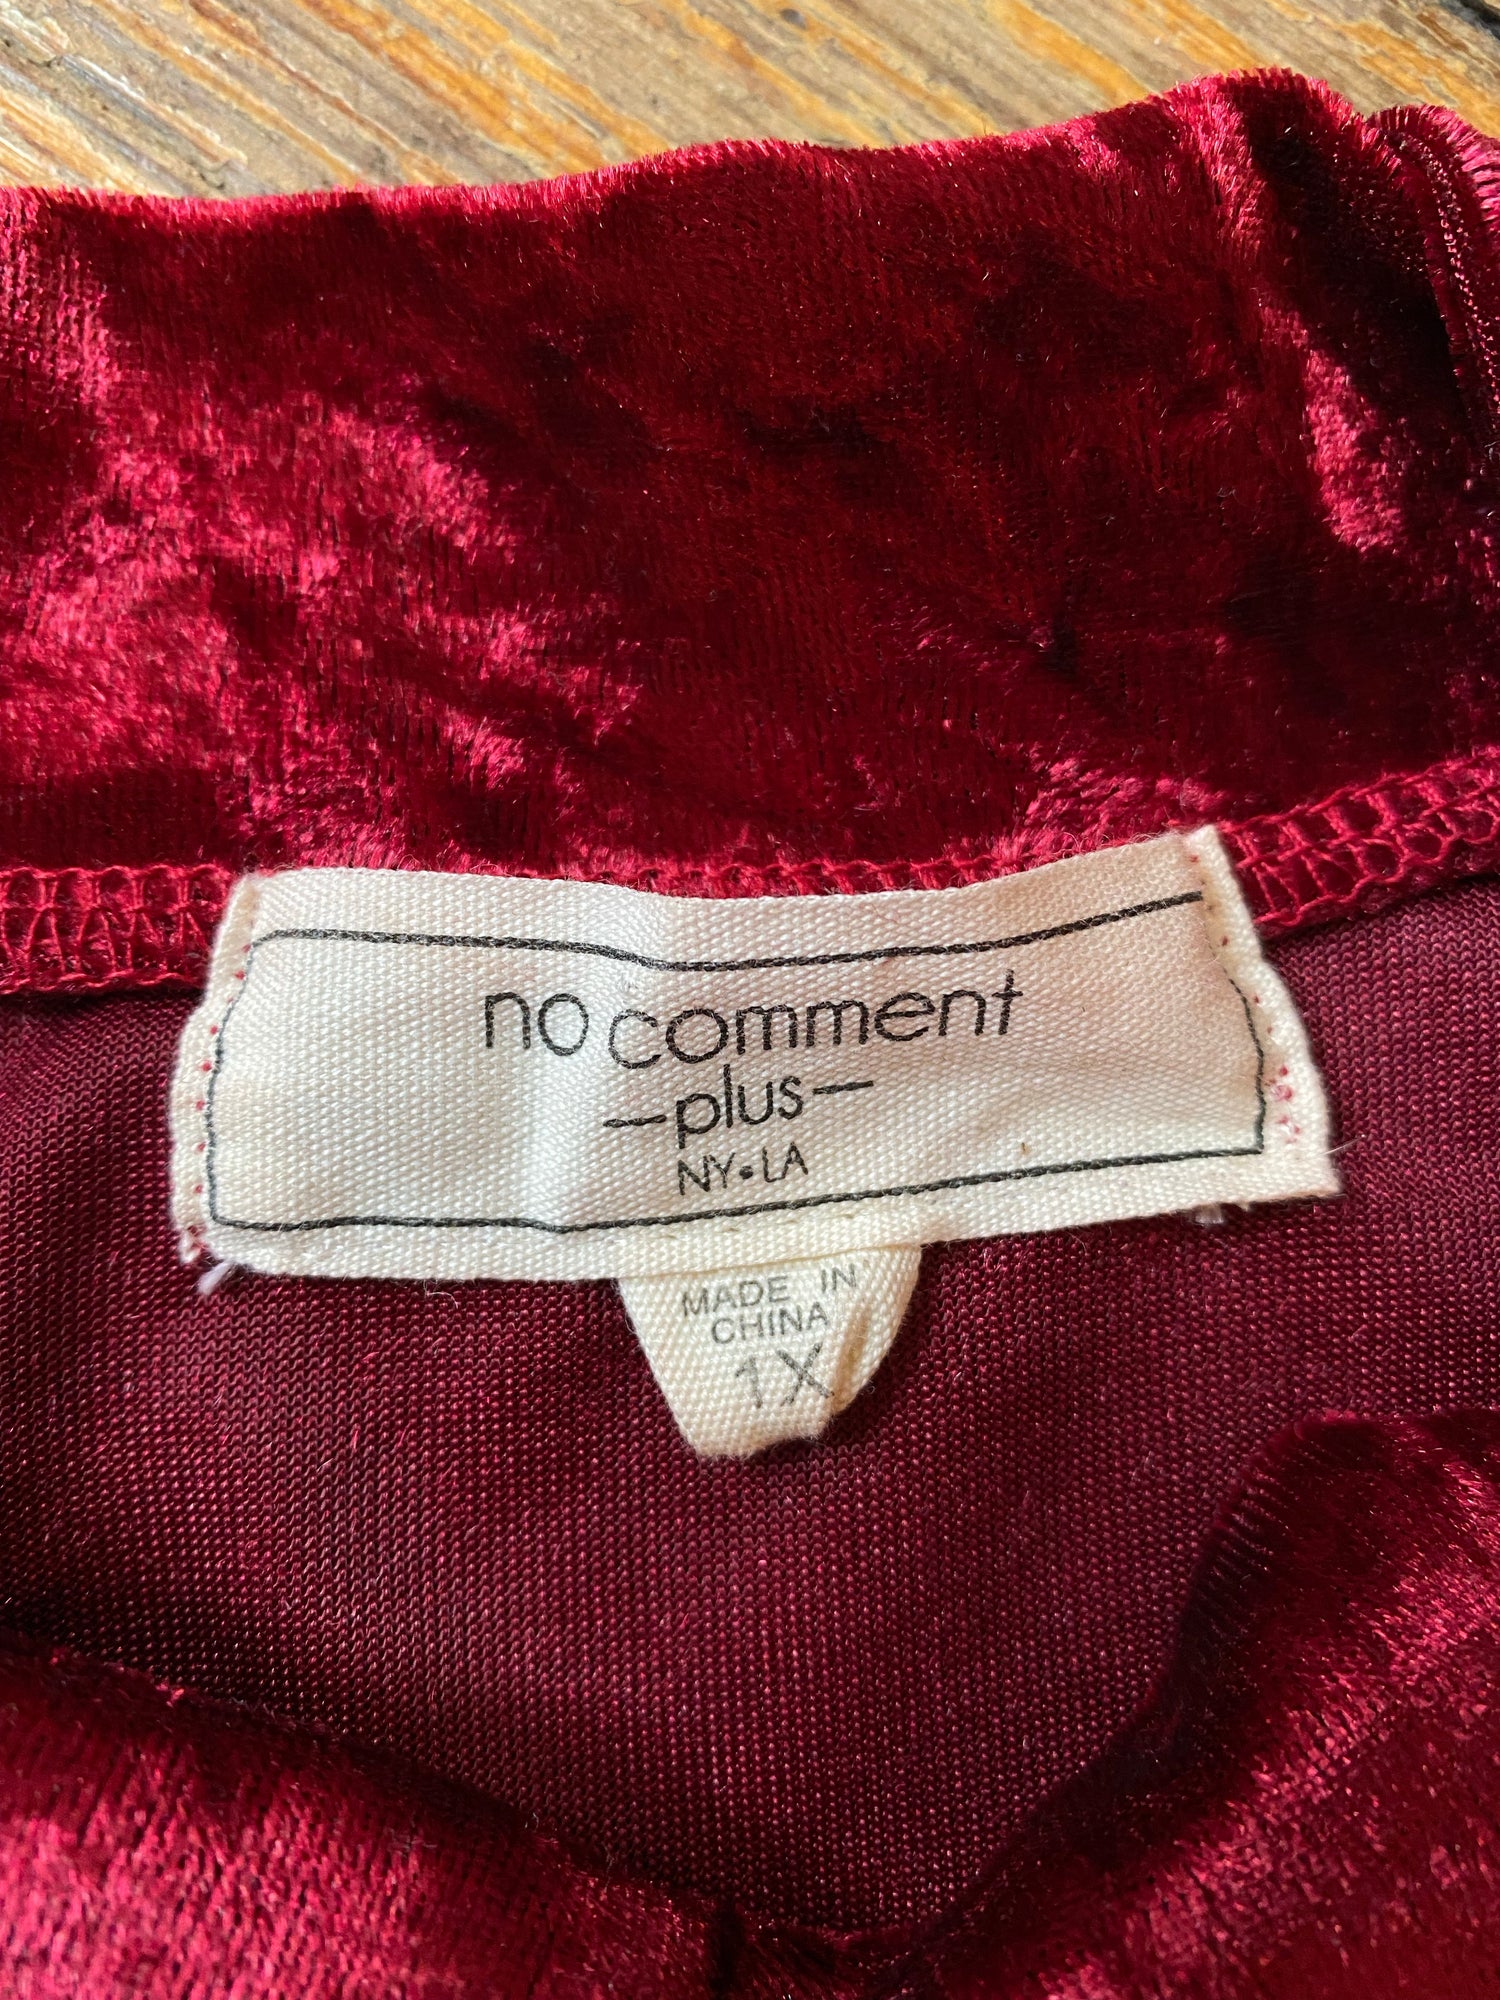 no comment
-plus-
NY•LA
MADE IN
CHINA
1X